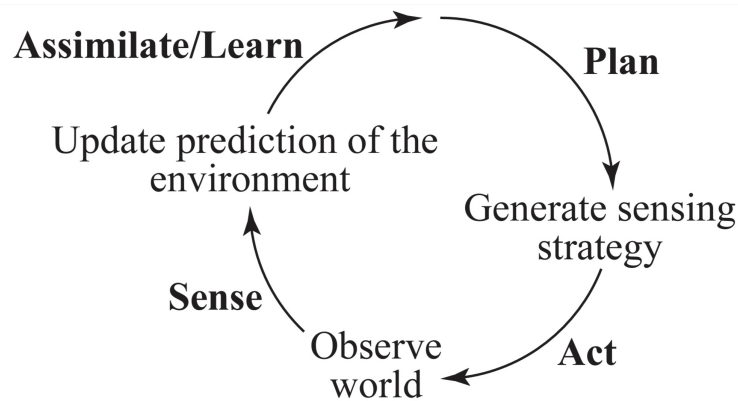 Assimilate/Learn
Plan
Update prediction of the
environment
Generate sensing
strategy
Sense
Act
Observe
world